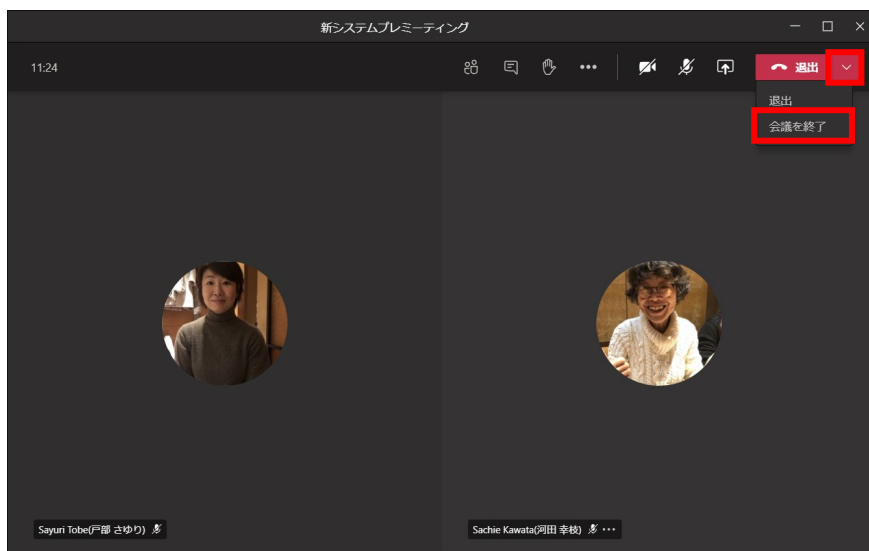 新システムプレミーティング
11:24
退出
退出
会議を終了
Sayuri Tobe(戸部 さゆり)
Sachie Kawata(河田 幸枝)